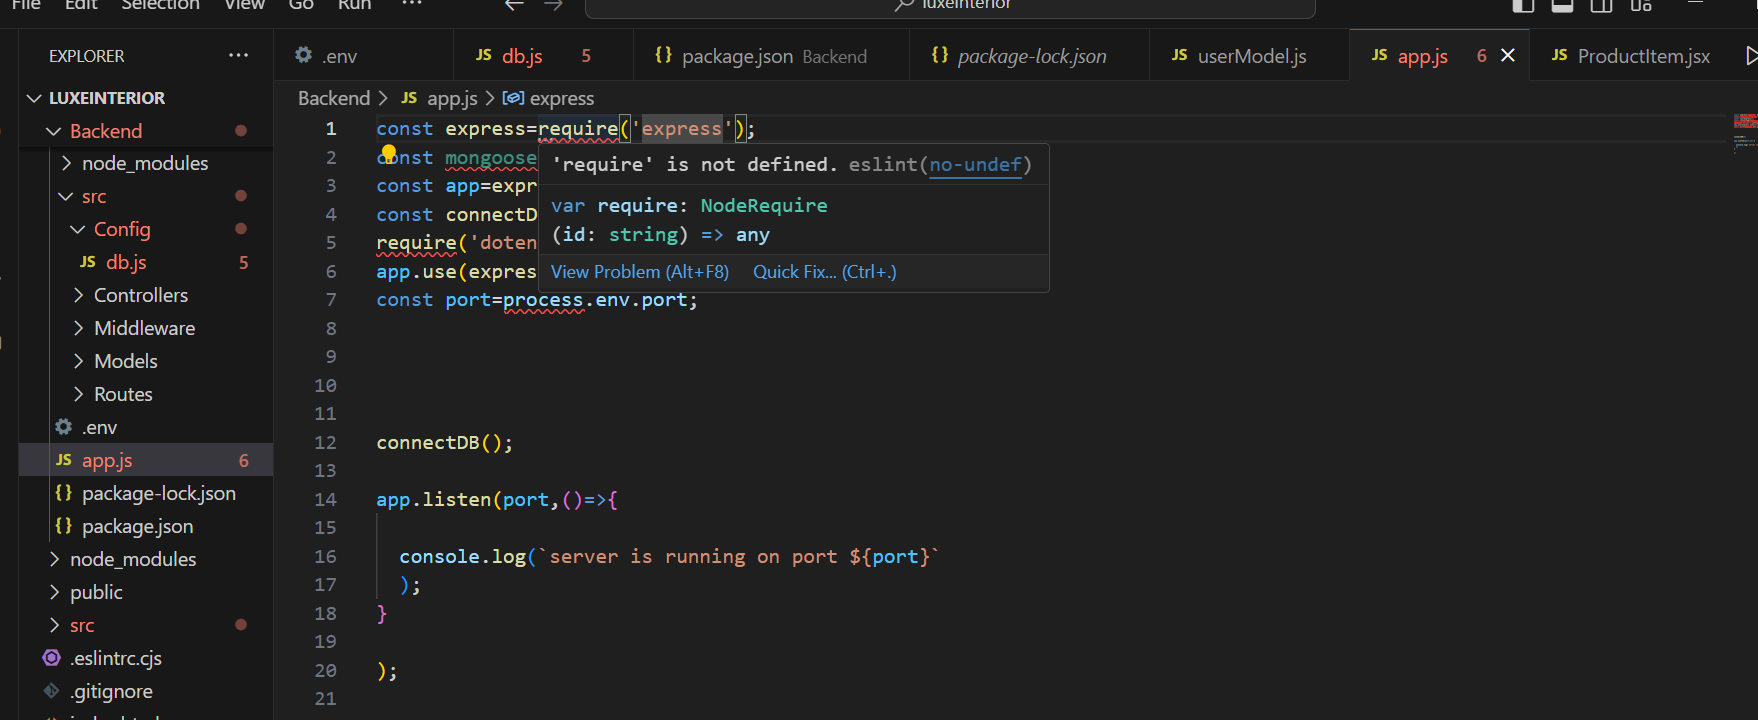 File Edit Selection View Go Run ··· luxeinterior
EXPLORER ···
.env
JS db.js 5
{} package.json Backend
{} package-lock.json
JS userModel.js
JS app.js 6
JS ProductItem.jsx
LUXEINTERIOR
Backend
node_modules
src
Config
JS db.js 5
Controllers
Middleware
Models
Routes
.env
JS app.js 6
{} package-lock.json
{} package.json
node_modules
public
src
.eslintrc.cjs
.gitignore
Backend > JS app.js > express
1 const express=require('express');
2 const mongoose
3 const app=expr
4 const connectD
5 require('doten
6 app.use(expres
7 const port=process.env.port;
8
9
10
11
12 connectDB();
13
14 app.listen(port,()=>{
15
16 console.log(`server is running on port ${port}`
17 );
18 }
19
20 );
21
'require' is not defined. eslint(no-undef)
var require: NodeRequire
(id: string) => any
View Problem (Alt+F8) Quick Fix... (Ctrl+.)